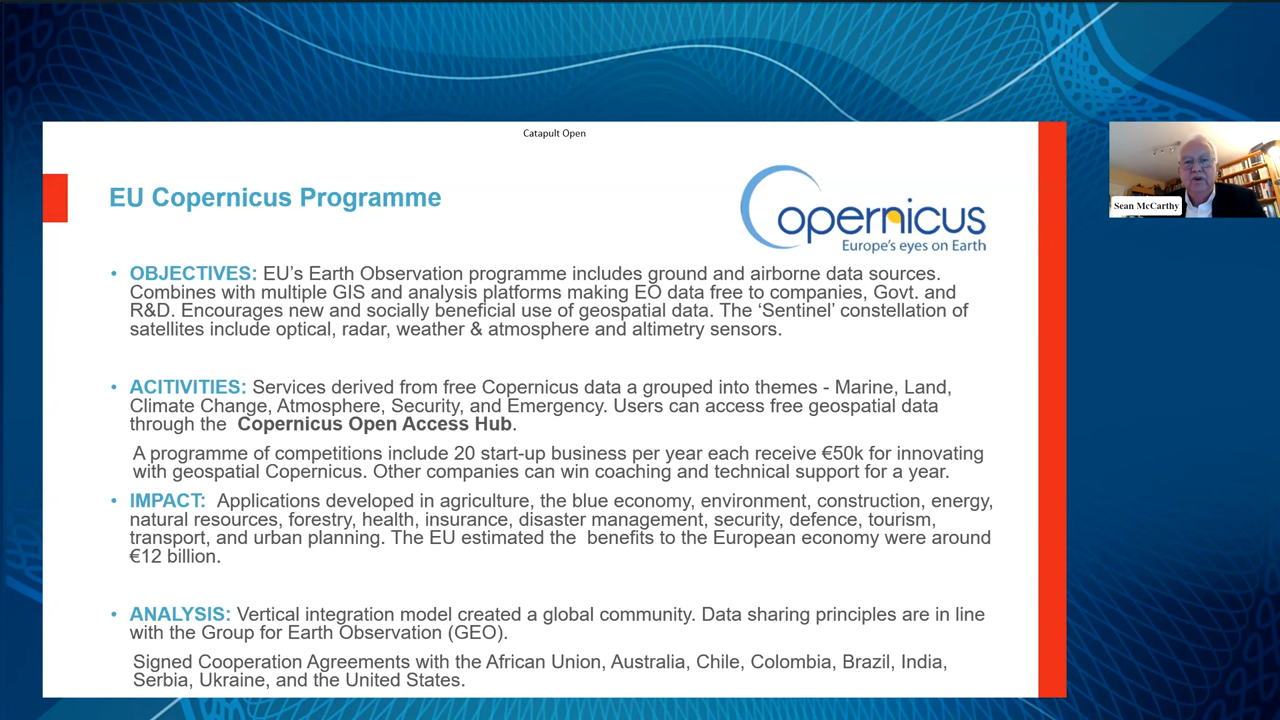 Catapult Open
EU Copernicus Programme
opernicus
Europe's eyes on Earth
Sean McCarthy
• OBJECTIVES: EU's Earth Observation programme includes ground and airborne data sources.
Combines with multiple GIS and analysis platforms making EO data free to companies, Govt. and
R&D. Encourages new and socially beneficial use of geospatial data. The 'Sentinel' constellation of
satellites include optical, radar, weather & atmosphere and altimetry sensors.
• ACITIVITIES: Services derived from free Copernicus data a grouped into themes - Marine, Land,
Climate Change, Atmosphere, Security, and Emergency. Users can access free geospatial data
through the Copernicus Open Access Hub.
A programme of competitions include 20 start-up business per year each receive €50k for innovating
with geospatial Copernicus. Other companies can win coaching and technical support for a year.
• IMPACT: Applications developed in agriculture, the blue economy, environment, construction, energy,
natural resources, forestry, health, insurance, disaster management, security, defence, tourism,
transport, and urban planning. The EU estimated the benefits to the European economy were around
€12 billion.
• ANALYSIS: Vertical integration model created a global community. Data sharing principles are in line
with the Group for Earth Observation (GEO).
Signed Cooperation Agreements with the African Union, Australia, Chile, Colombia, Brazil, India,
Serbia, Ukraine, and the United States.